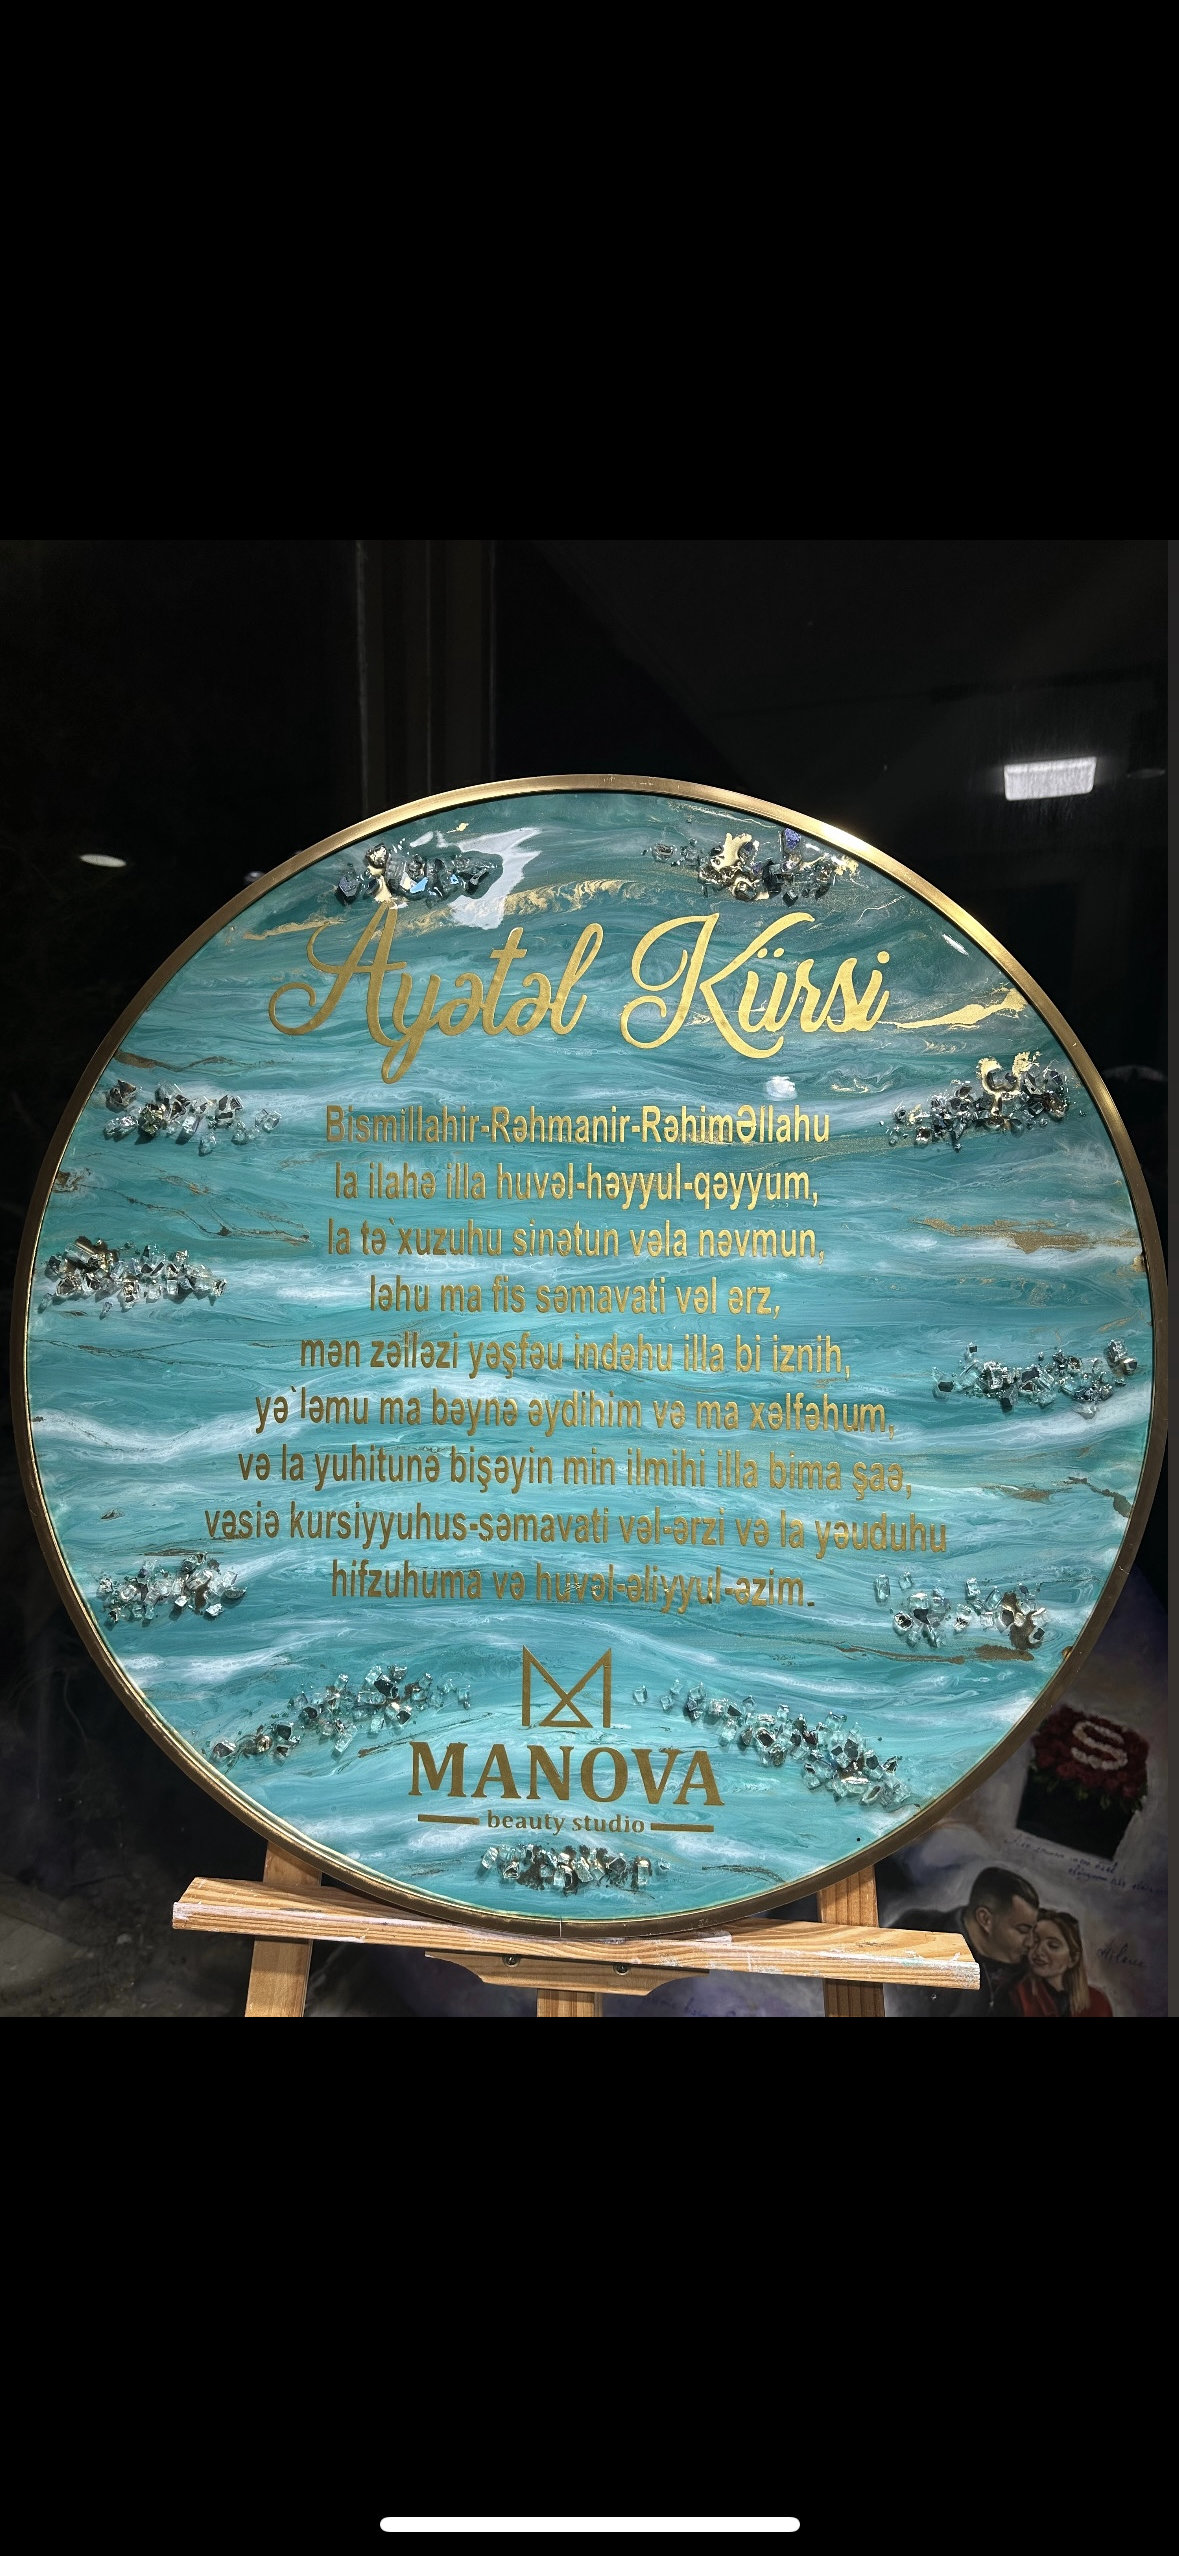 Ayətəl Kürsi
Bismillahir-Rəhmanir-RəhimƏllahu
la ilahə illa huvəl-həyyul-qəyyum,
la tə`xuzuhu sinətun vəla nəvmun,
ləhu ma fis səmavati vəl ərz,
mən zəlləzi yəşfəu indəhu illa bi iznih,
yə`ləmu ma bəynə əydihim və ma xəlfəhum,
və la yuhitunə bişəyin min ilmihi illa bima şaə,
vəsiə kursiyyuhus-səmavati vəl-ərzi və la yəuduhu
hifzuhuma və huvəl-əliyyul-əzim.
MANOVA
beauty studio
S